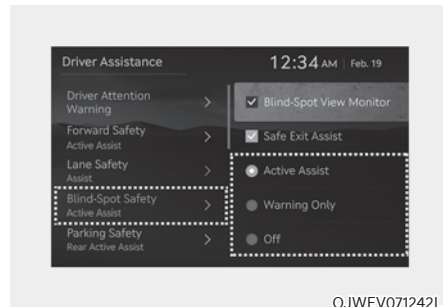 Driver Assistance
12:34 AM | Feb. 19
Driver Attention
Warning
Forward Safety
Active Assist
Lane Safety
Assist
Blind-Spot Safety
Active Assist
Parking Safety
Rear Active Assist
Blind-Spot View Monitor
Safe Exit Assist
Active Assist
Warning Only
Off
OJWEV071242L